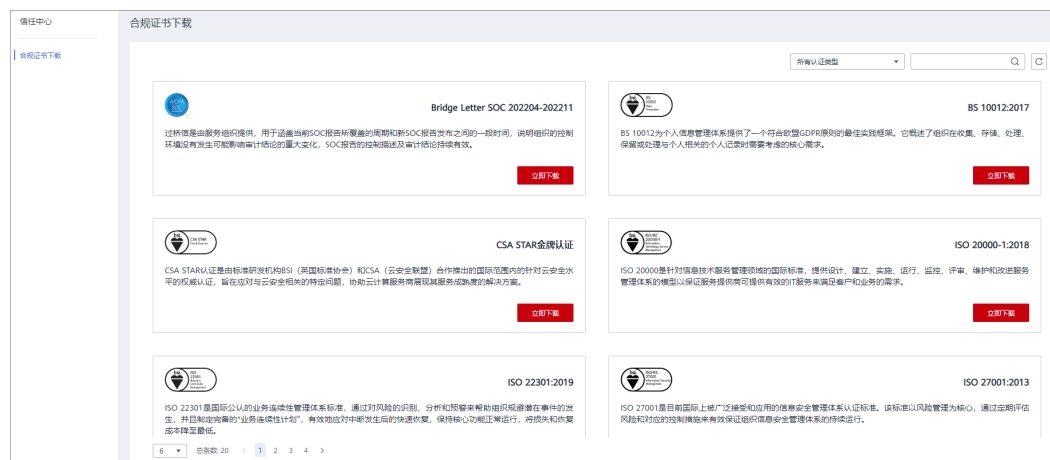 信任中心
合规证书下载
合规证书下载
所有认证类型
Bridge Letter SOC 202204-202211
过桥信是由服务组织提供，用于涵盖当前SOC报告所覆盖的周期和新SOC报告发布之间的一段时间，说明组织的控制
环境没有发生可能影响审计结论的重大变化，SOC报告的控制描述及审计结论持续有效。
立即下载
BS 10012:2017
BS 10012为个人信息管理体系提供了一个符合欧盟GDPR原则的最佳实践框架。它概述了组织在收集、存储、处理、
保留或处理与个人相关的个人记录时需要考虑的核心需求。
立即下载
CSA STAR金牌认证
CSA STAR认证是由标准研发机构BSI（英国标准协会）和CSA（云安全联盟）合作推出的国际范围内的针对云安全水
平的权威认证，旨在应对与云安全相关的特定问题，协助云计算服务商展现其服务成熟度的解决方案。
立即下载
ISO 20000-1:2018
ISO 20000是针对信息技术服务管理领域的国际标准，提供设计、建立、实施、运行、监控、评审、维护和改进服务
管理体系的模型以保证服务提供商可提供有效的IT服务来满足客户和业务的需求。
立即下载
ISO 22301:2019
ISO 22301是国际公认的业务连续性管理体系标准，通过对风险的识别、分析和预警来帮助组织规避潜在事件的发
生，并且制定完备的“业务连续性计划”，有效地应对中断发生后的快速恢复，保持核心功能正常运行，将损失和恢复
成本降至最低。
ISO 27001:2013
ISO 27001是目前国际上被广泛接受和应用的信息安全管理体系认证标准。该标准以风险管理为核心，通过定期评估
风险和对应的控制措施来有效保证组织信息安全管理体系的持续运行。
6 总条数: 20 < 1 2 3 4 >